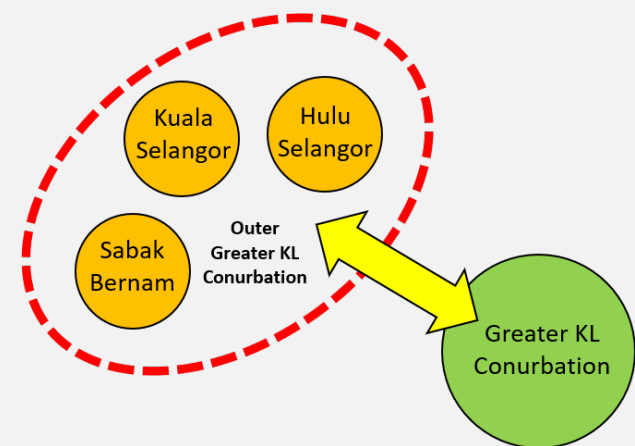 Kuala
Selangor
Hulu
Selangor
Sabak
Bernam
Outer
Greater KL
Conurbation
Greater KL
Conurbation